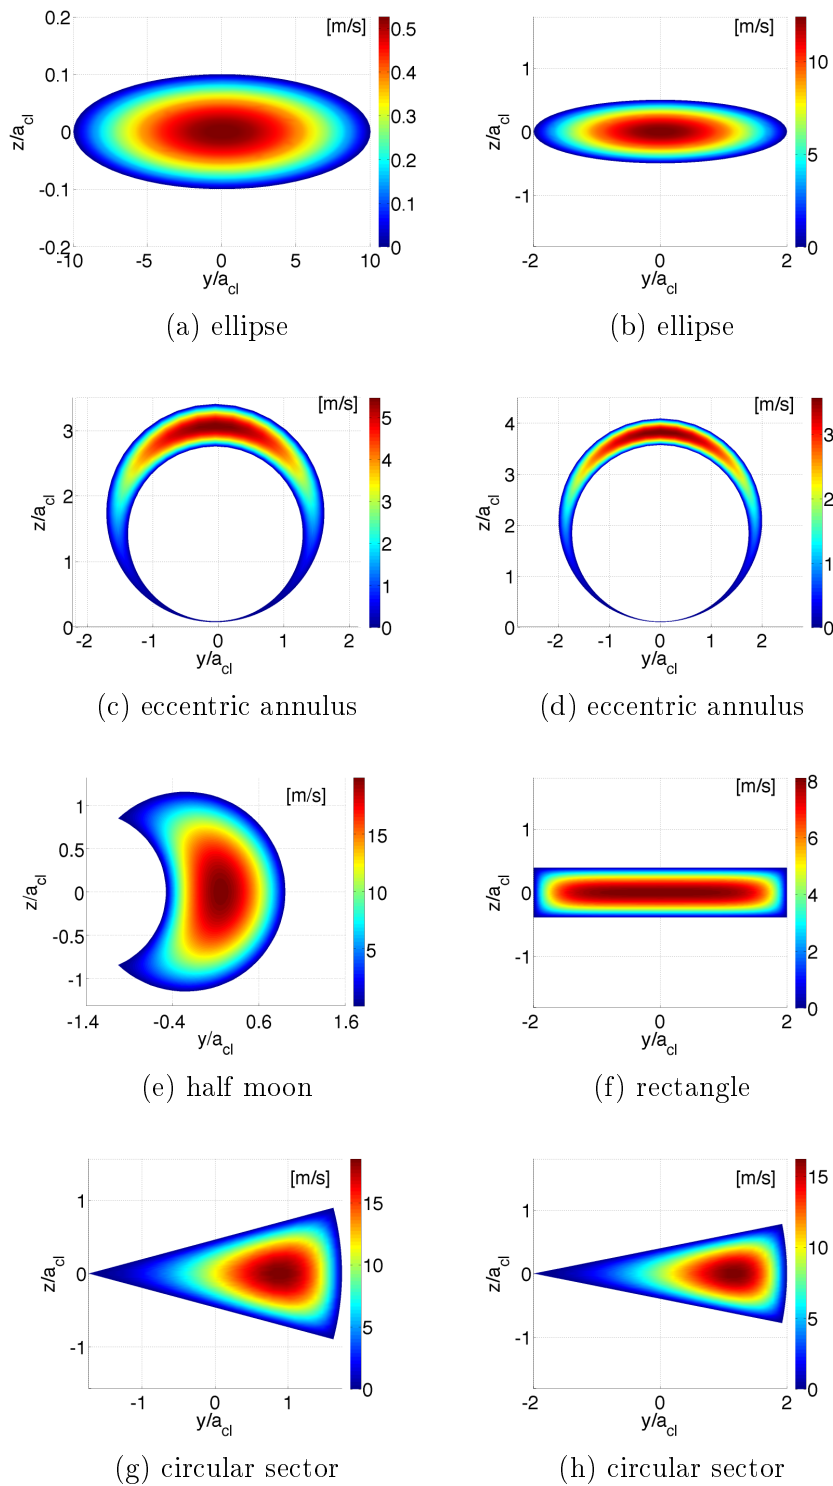 0.2 [m/s] 0.5
0.1 0.4
z/a_cl 0 0.3
0.2
-0.1 0.1
-0.2 0
-10 -5 0 5 10
y/a_cl
(a) ellipse
[m/s]
1 10
z/a_cl 0 5
-1
0
-2 0 2
y/a_cl
(b) ellipse
[m/s] 5
3 4
z/a_cl 2 3
2
1 1
0 0
-2 -1 0 1 2
y/a_cl
(c) eccentric annulus
4 [m/s] 3
3
z/a_cl 2 2
1 1
0 0
-2 -1 0 1 2
y/a_cl
(d) eccentric annulus
1 [m/s]
0.5 15
z/a_cl 0 10
-0.5 5
-1
-1.4 -0.4 0.6 1.6
y/a_cl
(e) half moon
[m/s] 8
1 6
z/a_cl 0 4
-1 2
0
-2 0 2
y/a_cl
(f) rectangle
[m/s]
1 15
z/a_cl 0 10
-1 5
0
-1 0 1
y/a_cl
(g) circular sector
[m/s] 15
1 10
z/a_cl 0 5
-1
0
-2 0 2
y/a_cl
(h) circular sector